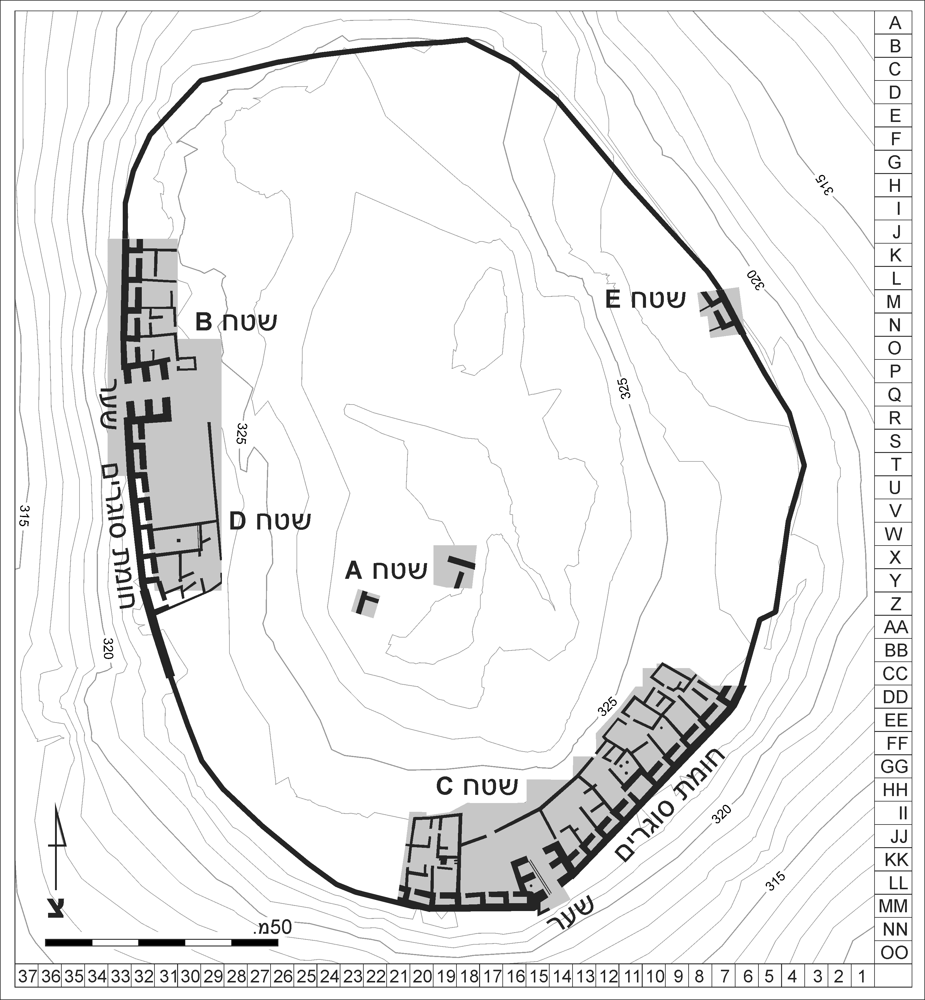 A
B
C
D
E
F
G
H
I
J
K
L
M
N
O
P
Q
R
S
T
U
V
W
X
Y
Z
AA
BB
CC
DD
EE
FF
GG
HH
II
JJ
KK
LL
MM
NN
OO
315
320
שטח E
שטח B
325
שער
325
חומת סוגרים
שטח D
315
שטח A
320
325
שטח C
חומת סוגרים
320
315
שער
צ
50מ.
37 36 35 34 33 32 31 30 29 28 27 26 25 24 23 22 21 20 19 18 17 16 15 14 13 12 11 10 9 8 7 6 5 4 3 2 1